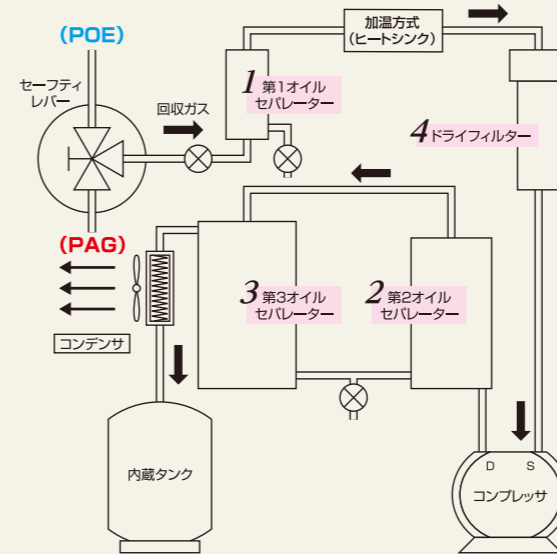 (POE)
セーフティ
レバー
回収ガス
(PAG)
加温方式
(ヒートシンク)
1 第1オイル
セパレーター
4 ドライフィルター
3 第3オイル
セパレーター
2 第2オイル
セパレーター
コンデンサ
内蔵タンク
D S
コンプレッサ